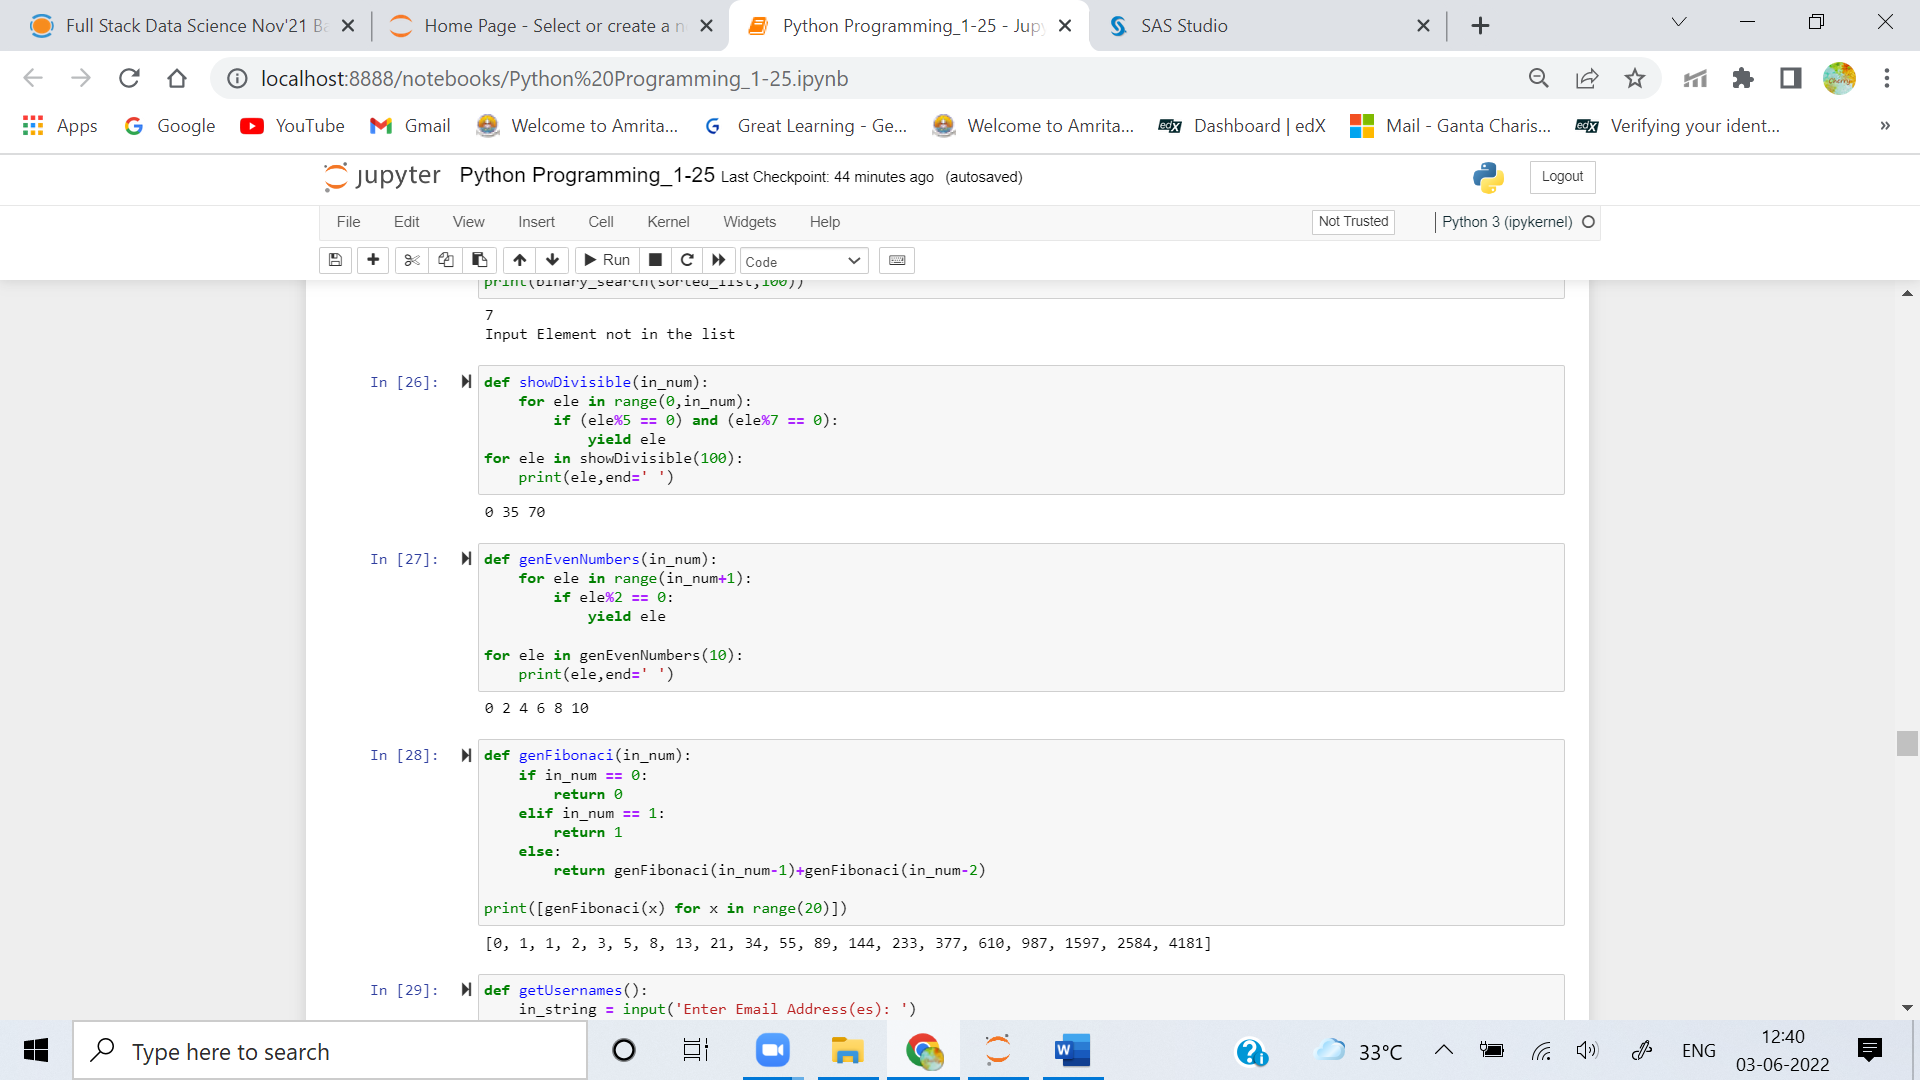 Full Stack Data Science Nov'21 Ba
Home Page - Select or create a n
Python Programming_1-25 - Jupy
SAS Studio
localhost:8888/notebooks/Python%20Programming_1-25.ipynb
Apps
Google
YouTube
Gmail
Welcome to Amrita...
Great Learning - Ge...
Welcome to Amrita...
Dashboard | edX
Mail - Ganta Charis...
Verifying your ident...
»
jupyter Python Programming_1-25 Last Checkpoint: 44 minutes ago (autosaved)
Logout
File Edit View Insert Cell Kernel Widgets Help
Not Trusted
Python 3 (ipykernel)
Run
Code
print(binary_search(sorted_list,100))
7
Input Element not in the list
In [26]:
def showDivisible(in_num):
    for ele in range(0,in_num):
        if (ele%5 == 0) and (ele%7 == 0):
            yield ele
for ele in showDivisible(100):
    print(ele,end=' ')
0 35 70
In [27]:
def genEvenNumbers(in_num):
    for ele in range(in_num+1):
        if ele%2 == 0:
            yield ele
for ele in genEvenNumbers(10):
    print(ele,end=' ')
0 2 4 6 8 10
In [28]:
def genFibonaci(in_num):
    if in_num == 0:
        return 0
    elif in_num == 1:
        return 1
    else:
        return genFibonaci(in_num-1)+genFibonaci(in_num-2)
print([genFibonaci(x) for x in range(20)])
[0, 1, 1, 2, 3, 5, 8, 13, 21, 34, 55, 89, 144, 233, 377, 610, 987, 1597, 2584, 4181]
In [29]:
def getUsernames():
    in_string = input('Enter Email Address(es): ')
Type here to search
33°C
ENG
12:40
03-06-2022